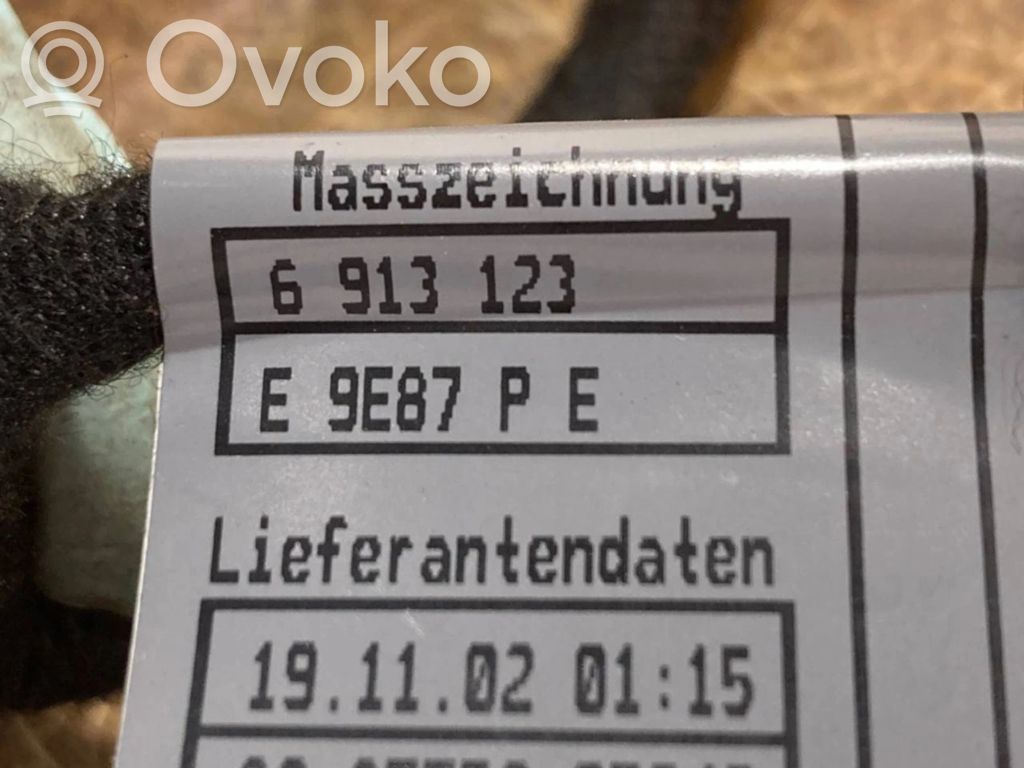 Ovoko
Masszeichnung
6 913 123
E 9E87 P E
Lieferantendaten
19.11.02 01:15